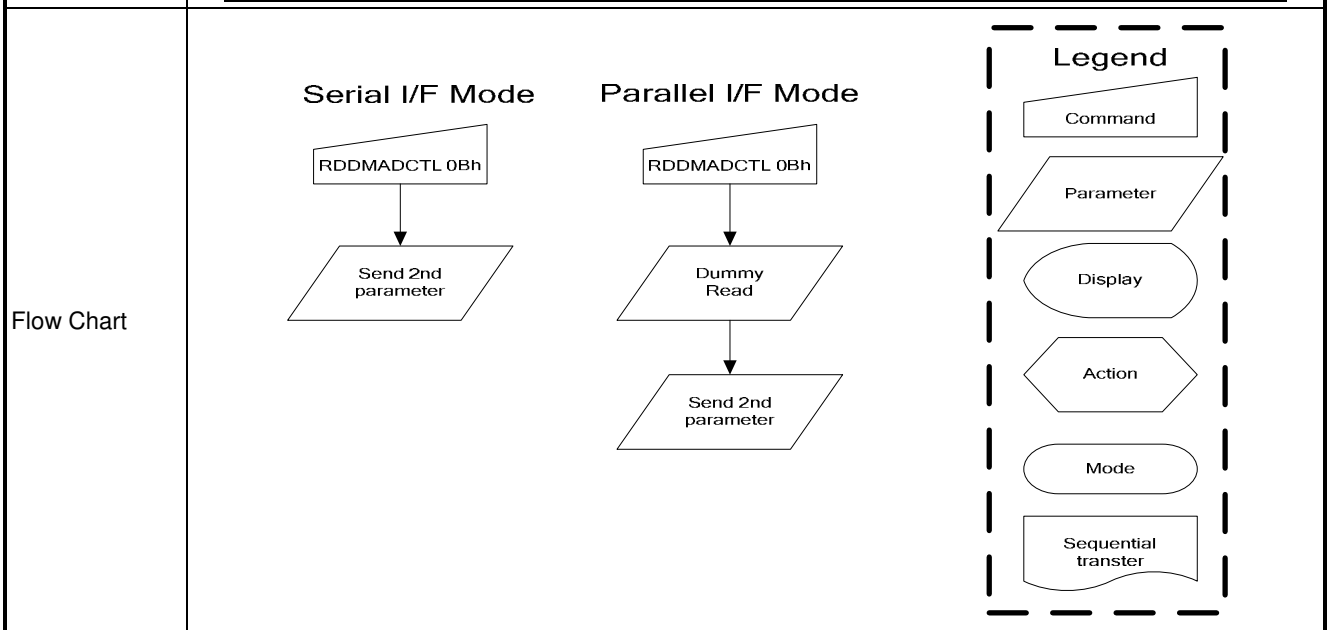 Flow Chart
Serial I/F Mode
RDDMADCTL 0Bh
Send 2nd
parameter
Parallel I/F Mode
RDDMADCTL 0Bh
Dummy
Read
Send 2nd
parameter
Legend
Command
Parameter
Display
Action
Mode
Sequential
transter